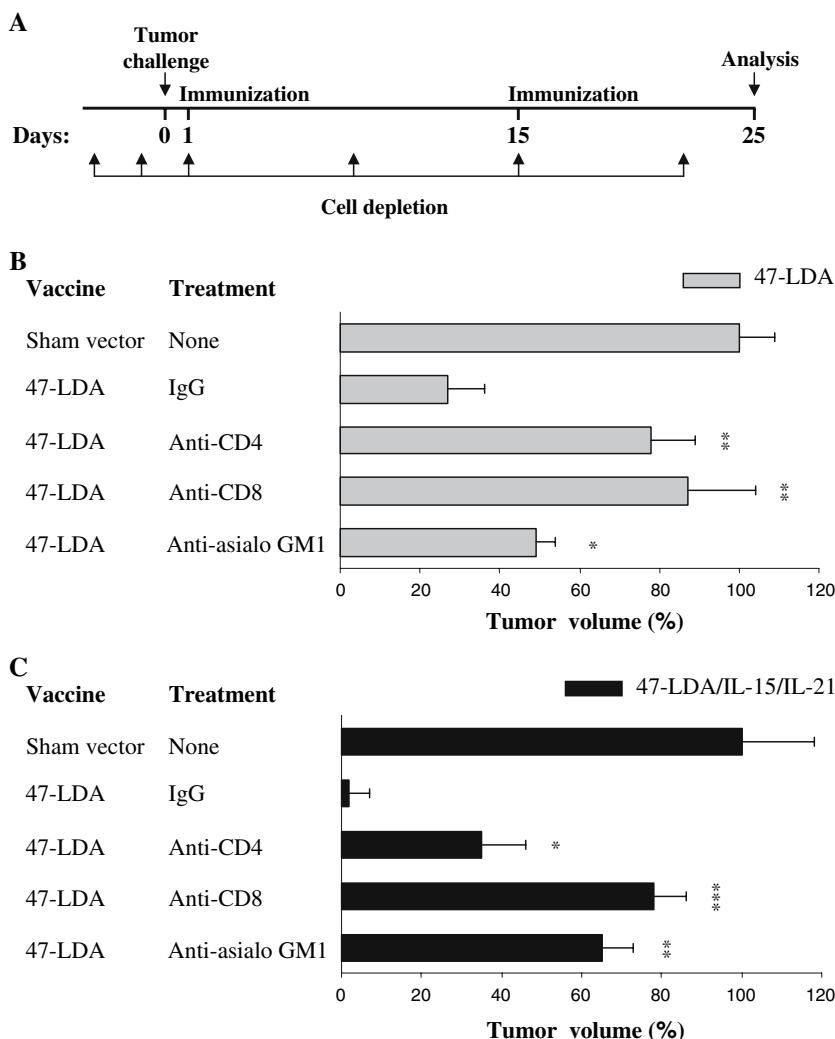 A
Tumor
challenge
Analysis
Immunization Immunization
Days: 0 1 15 25
Cell depletion
B
47-LDA
Vaccine Treatment
Sham vector None
47-LDA IgG
47-LDA Anti-CD4 **
47-LDA Anti-CD8 **
47-LDA Anti-asialo GM1 *
0 20 40 60 80 100 120
Tumor volume (%)
C
47-LDA/IL-15/IL-21
Vaccine Treatment
Sham vector None
47-LDA IgG
47-LDA Anti-CD4 *
47-LDA Anti-CD8 ***
47-LDA Anti-asialo GM1 **
0 20 40 60 80 100 120
Tumor volume (%)